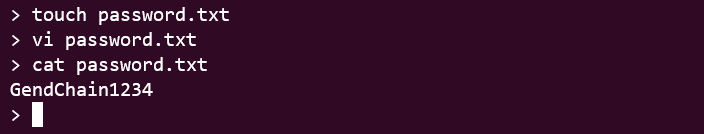 > touch password.txt
> vi password.txt
> cat password.txt
GendChain1234
>